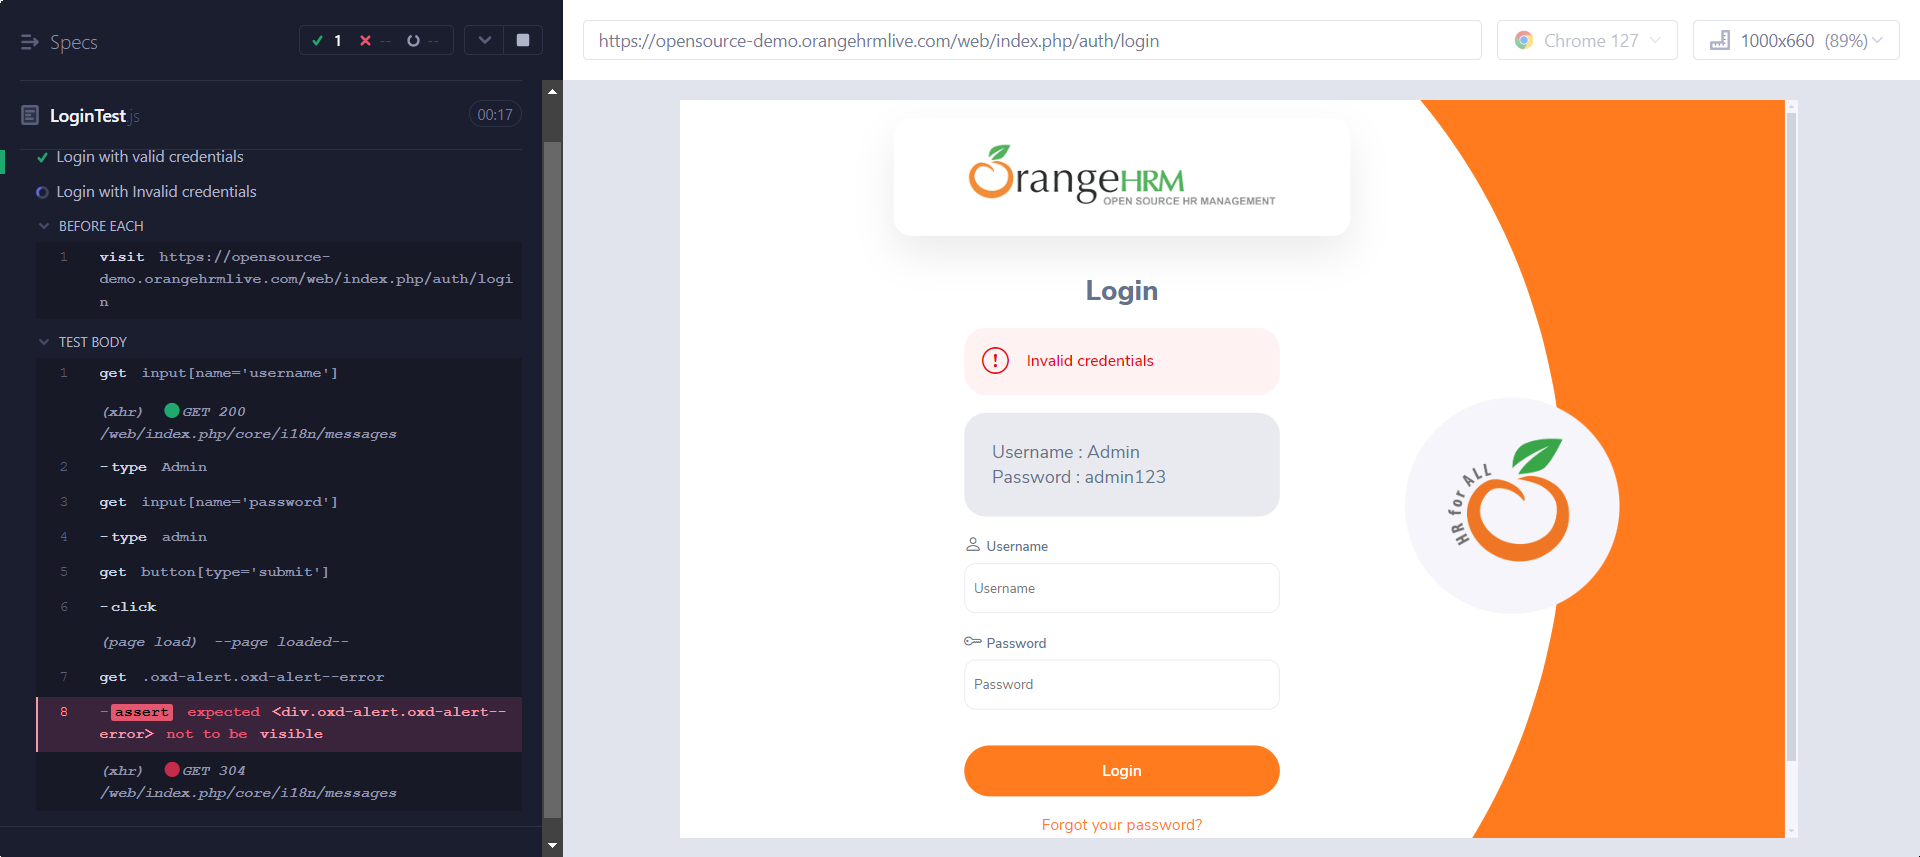 Specs
1
--
--
LoginTest.js
00:17
Login with valid credentials
Login with Invalid credentials
BEFORE EACH
1 visit https://opensource-
demo.orangehrmlive.com/web/index.php/auth/logi
n
TEST BODY
1 get input[name='username']
(xhr) GET 200
/web/index.php/core/i18n/messages
2 -type Admin
3 get input[name='password']
4 -type admin
5 get button[type='submit']
6 -click
(page load) --page loaded--
7 get .oxd-alert.oxd-alert--error
8 -assert expected <div.oxd-alert.oxd-alert--
error> not to be visible
(xhr) GET 304
/web/index.php/core/i18n/messages
https://opensource-demo.orangehrmlive.com/web/index.php/auth/login
Chrome 127
1000x660 (89%)
OrangeHRM
OPEN SOURCE HR MANAGEMENT
Login
Invalid credentials
Username : Admin
Password : admin123
Username
Username
Password
Password
Login
Forgot your password?
HR for ALL